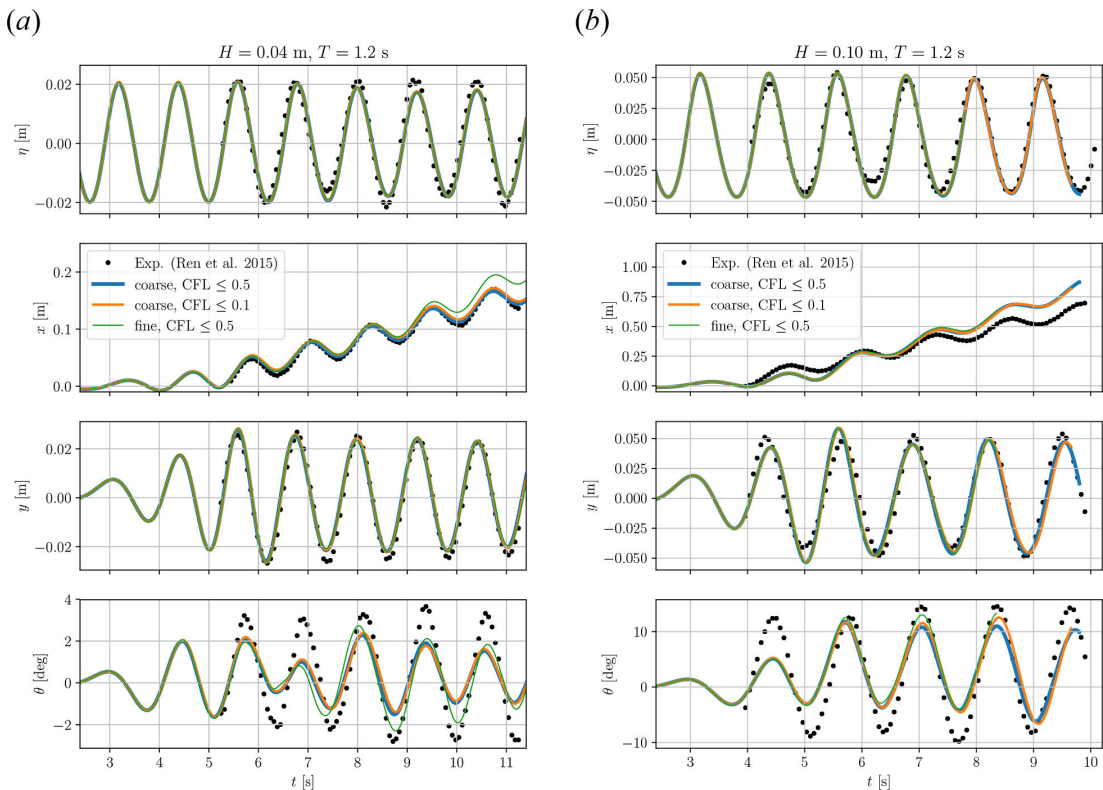 (a)
H = 0.04 m, T = 1.2 s
0.02
0.00
−0.02
η [m]
0.2
0.1
0.0
x [m]
Exp. (Ren et al. 2015)
coarse, CFL ≤ 0.5
coarse, CFL ≤ 0.1
fine, CFL ≤ 0.5
0.02
0.00
−0.02
y [m]
4
2
0
−2
θ [deg]
3 4 5 6 7 8 9 10 11
t [s]
(b)
H = 0.10 m, T = 1.2 s
0.050
0.025
0.000
−0.025
−0.050
η [m]
1.00
0.75
0.50
0.25
0.00
x [m]
Exp. (Ren et al. 2015)
coarse, CFL ≤ 0.5
coarse, CFL ≤ 0.1
fine, CFL ≤ 0.5
0.050
0.025
0.000
−0.025
−0.050
y [m]
10
0
−10
θ [deg]
3 4 5 6 7 8 9 10
t [s]